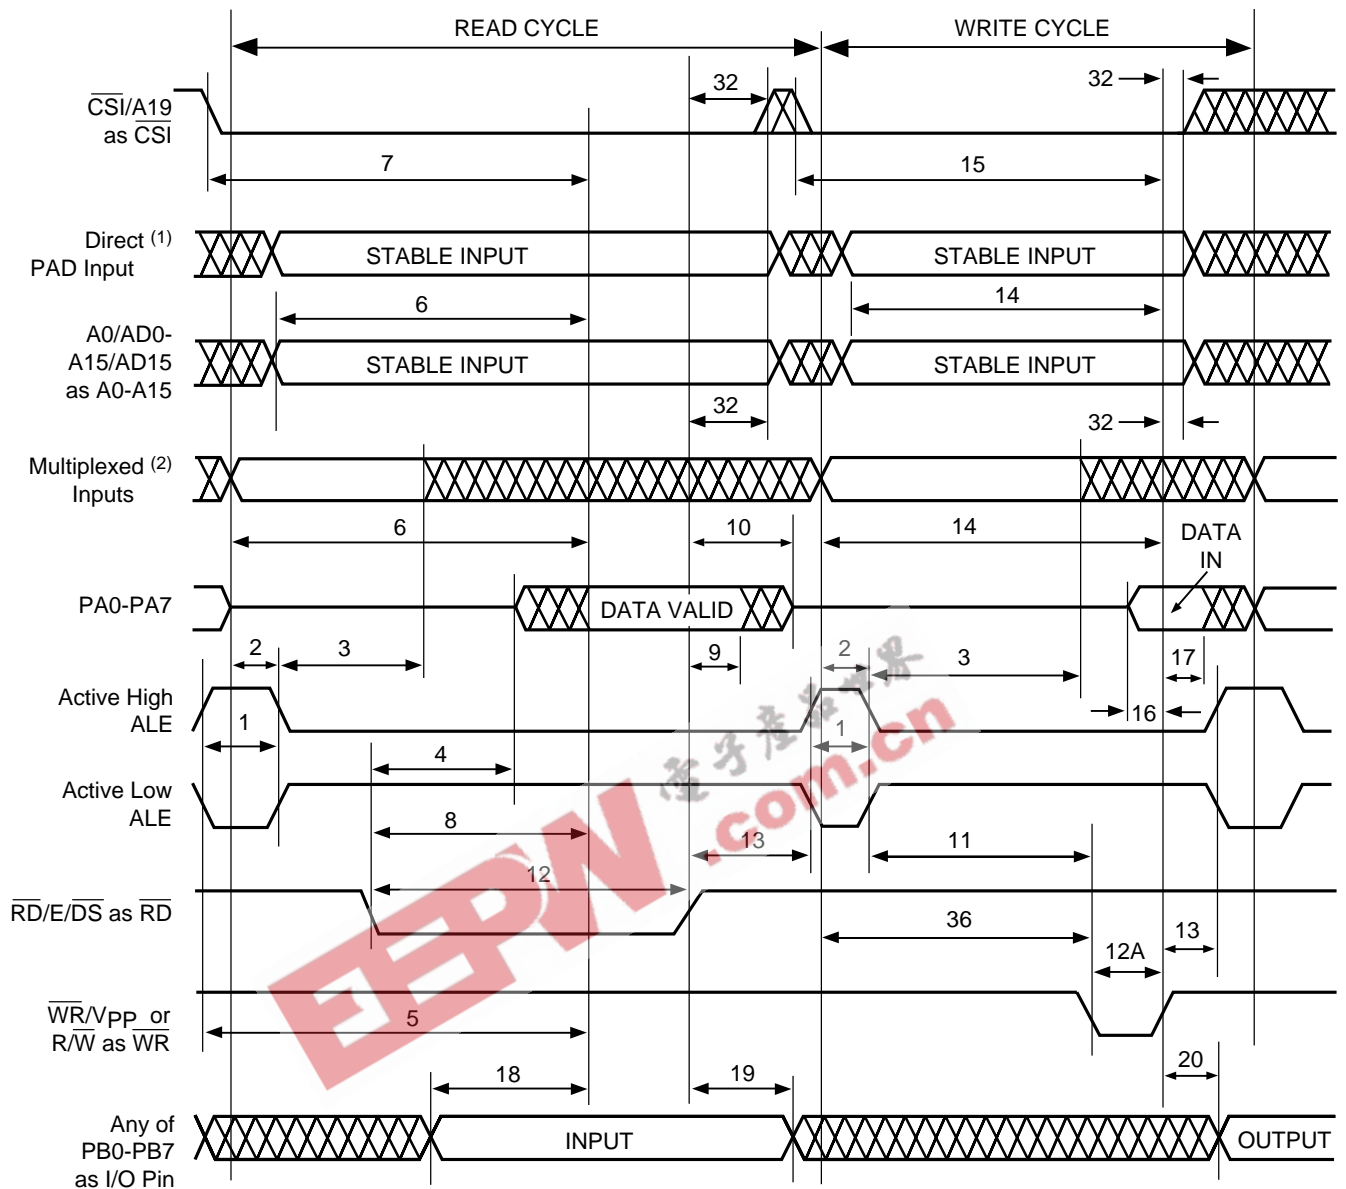 READ CYCLE
WRITE CYCLE
32
32
CSI/A19
as CSI
7
15
Direct (1)
PAD Input
STABLE INPUT
STABLE INPUT
6
14
A0/AD0-
A15/AD15
as A0-A15
STABLE INPUT
STABLE INPUT
32
32
Multiplexed (2)
Inputs
6
10
14
DATA
IN
PA0-PA7
DATA VALID
2
3
9
2
3
17
Active High
ALE
1
1
16
4
Active Low
ALE
8
13
11
12
RD/E/DS as RD
36
13
12A
WR/VPP or
R/W as WR
5
18
19
20
Any of
PB0-PB7
as I/O Pin
INPUT
OUTPUT
EEPW
電子產品世界
.com.cn